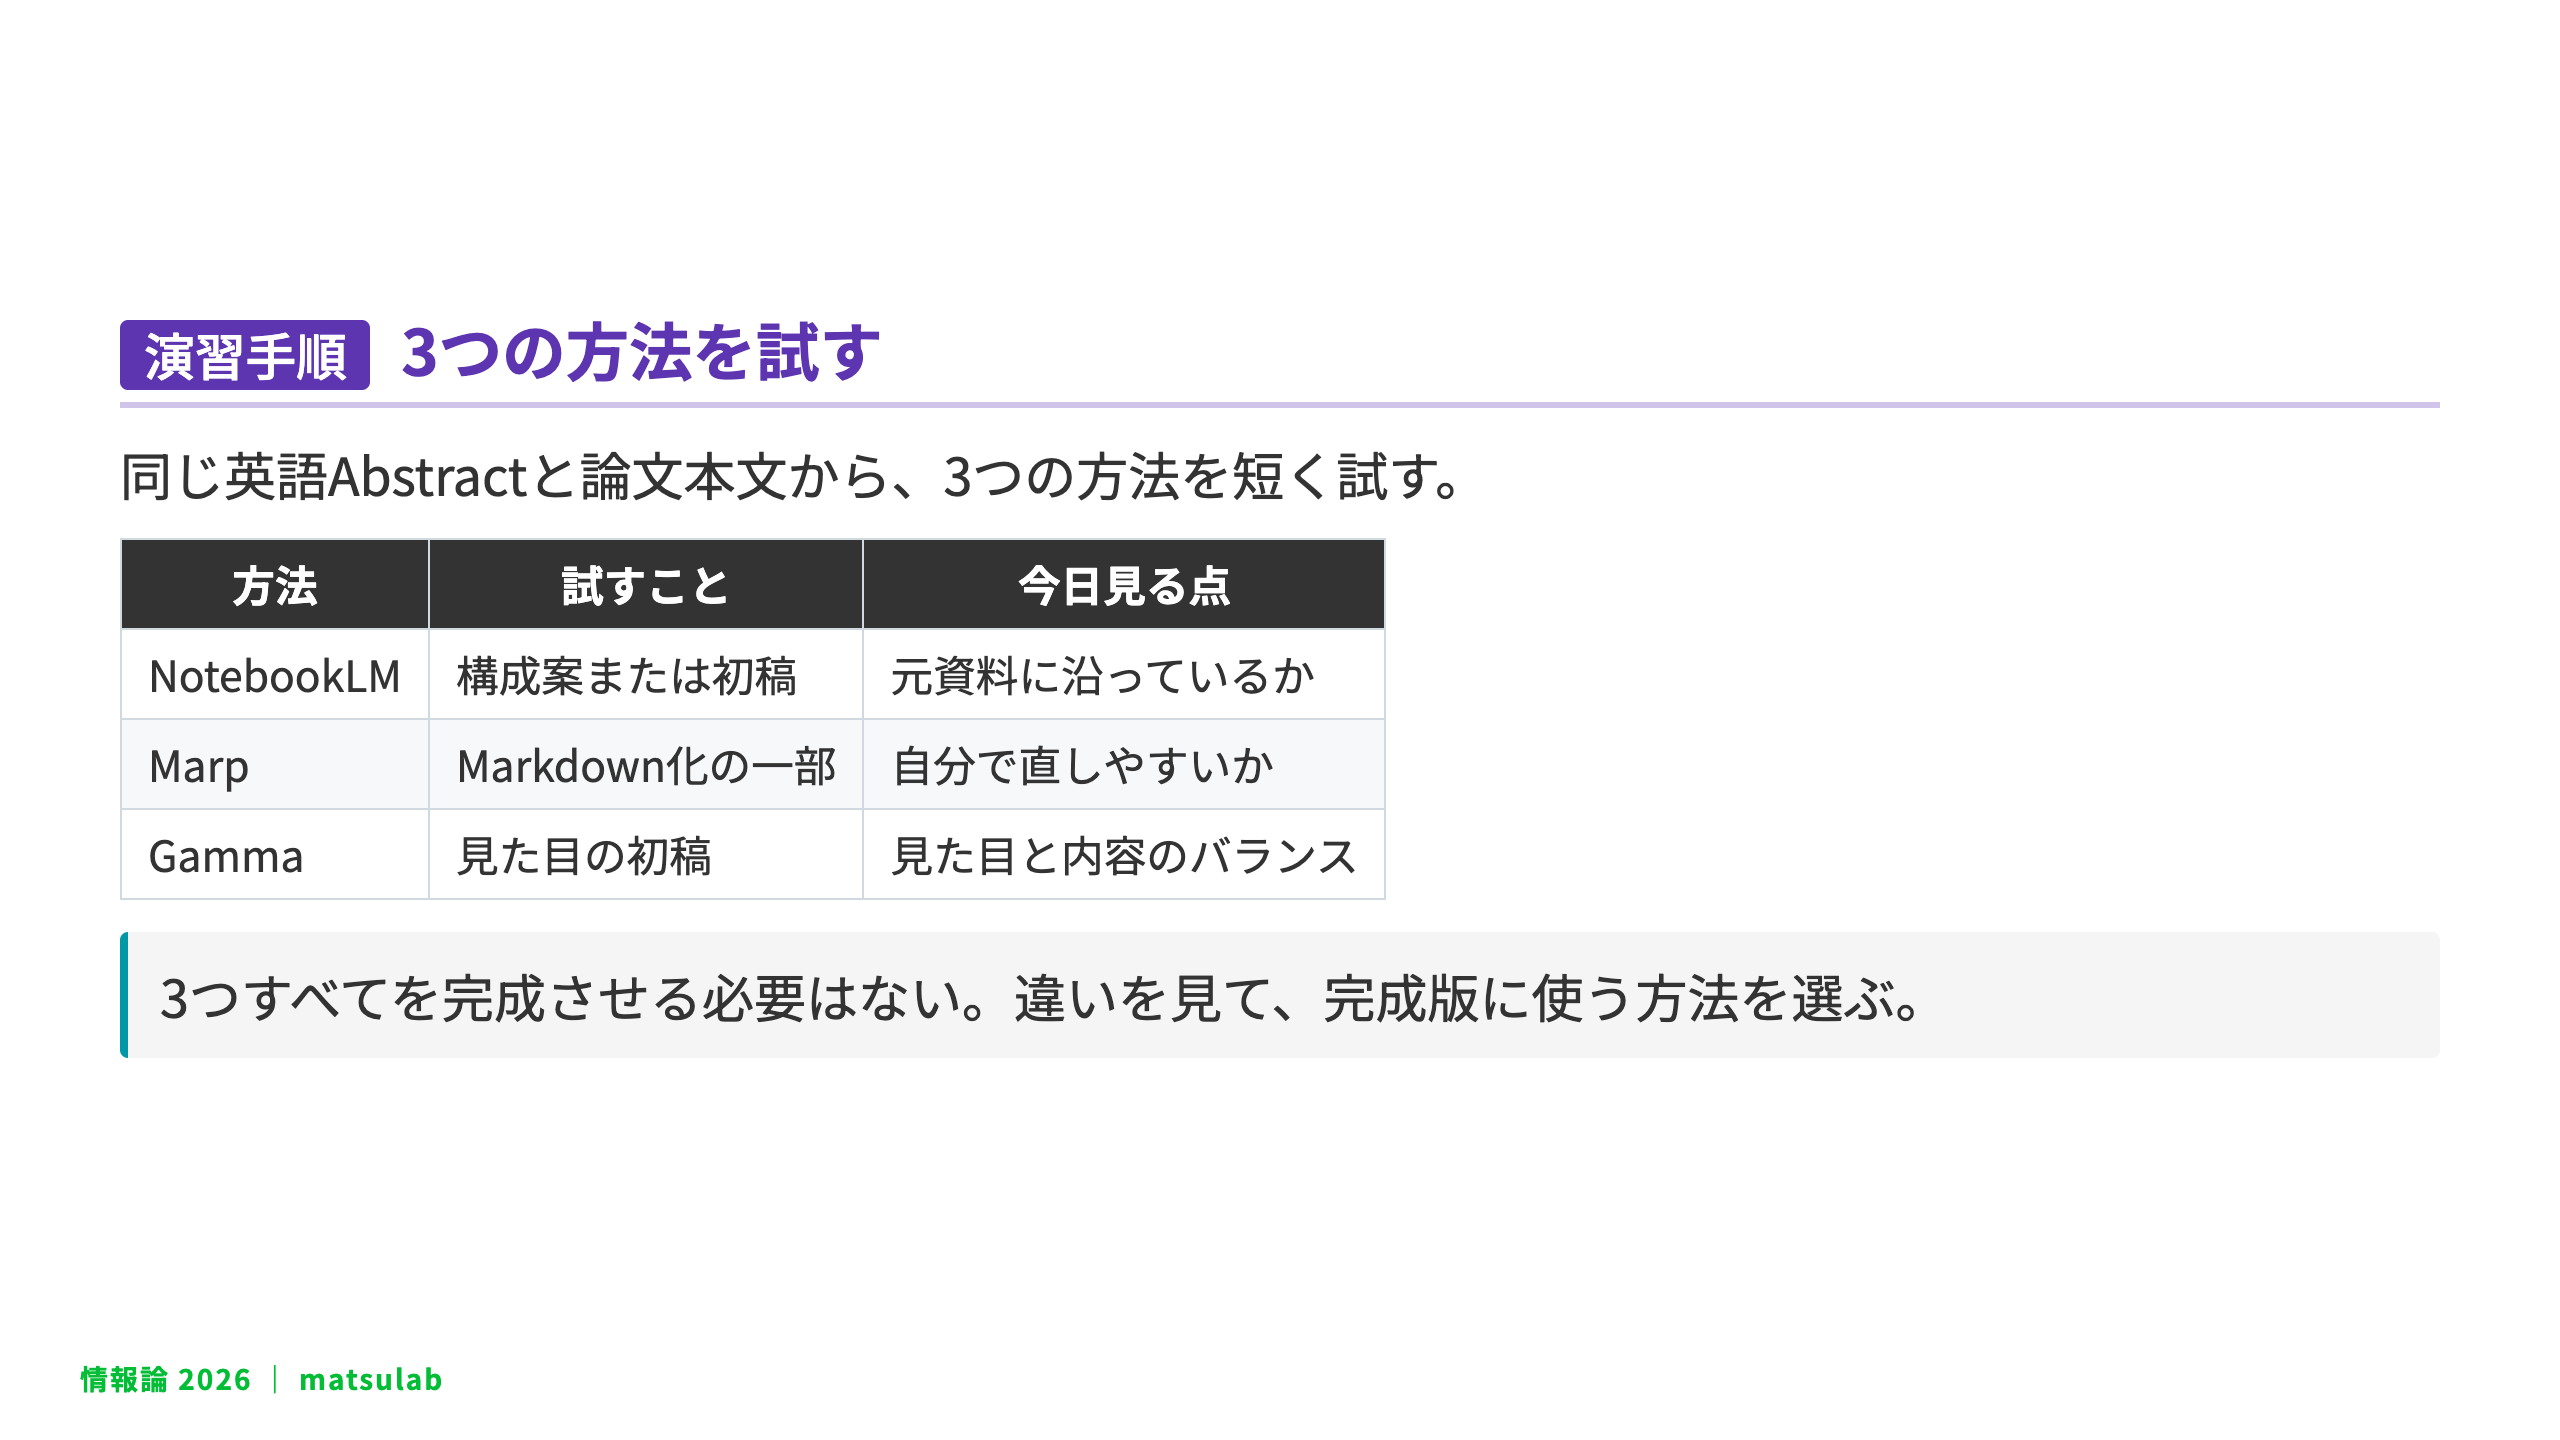 演習手順 3つの方法を試す
同じ英語Abstractと論文本文から、3つの方法を短く試す。
方法 試すこと 今日見る点
NotebookLM 構成案または初稿 元資料に沿っているか
Marp Markdown化の一部 自分で直しやすいか
Gamma 見た目の初稿 見た目と内容のバランス
3つすべてを完成させる必要はない。違いを見て、完成版に使う方法を選ぶ。
情報論 2026 | matsulab